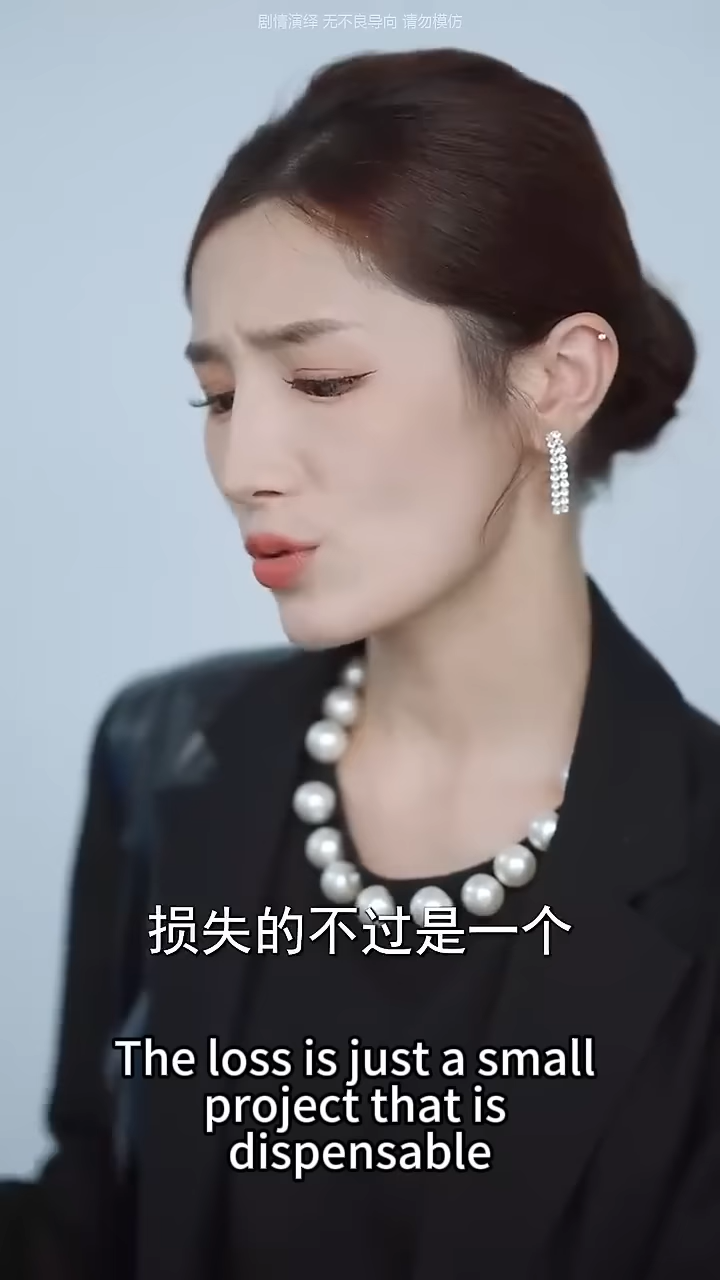 剧情演绎 无不良导向 请勿模仿
损失的不过是一个
The loss is just a small
project that is
dispensable